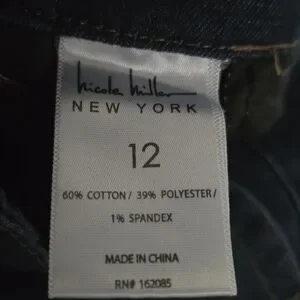 Nicole Miller
NEW YORK
12
60% COTTON / 39% POLYESTER /
1% SPANDEX
MADE IN CHINA
RN# 162085